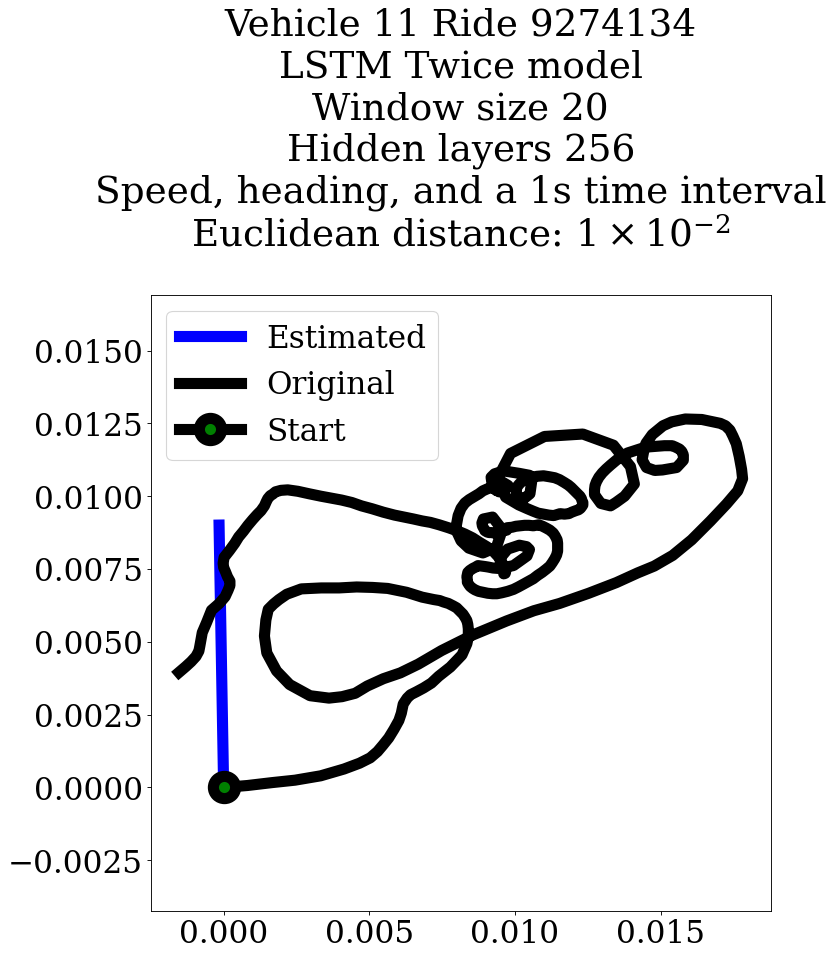 Vehicle 11 Ride 9274134
LSTM Twice model
Window size 20
Hidden layers 256
Speed, heading, and a 1s time interval
Euclidean distance: 1 × 10⁻²
Estimated
Original
Start
0.0150
0.0125
0.0100
0.0075
0.0050
0.0025
0.0000
−0.0025
0.000 0.005 0.010 0.015